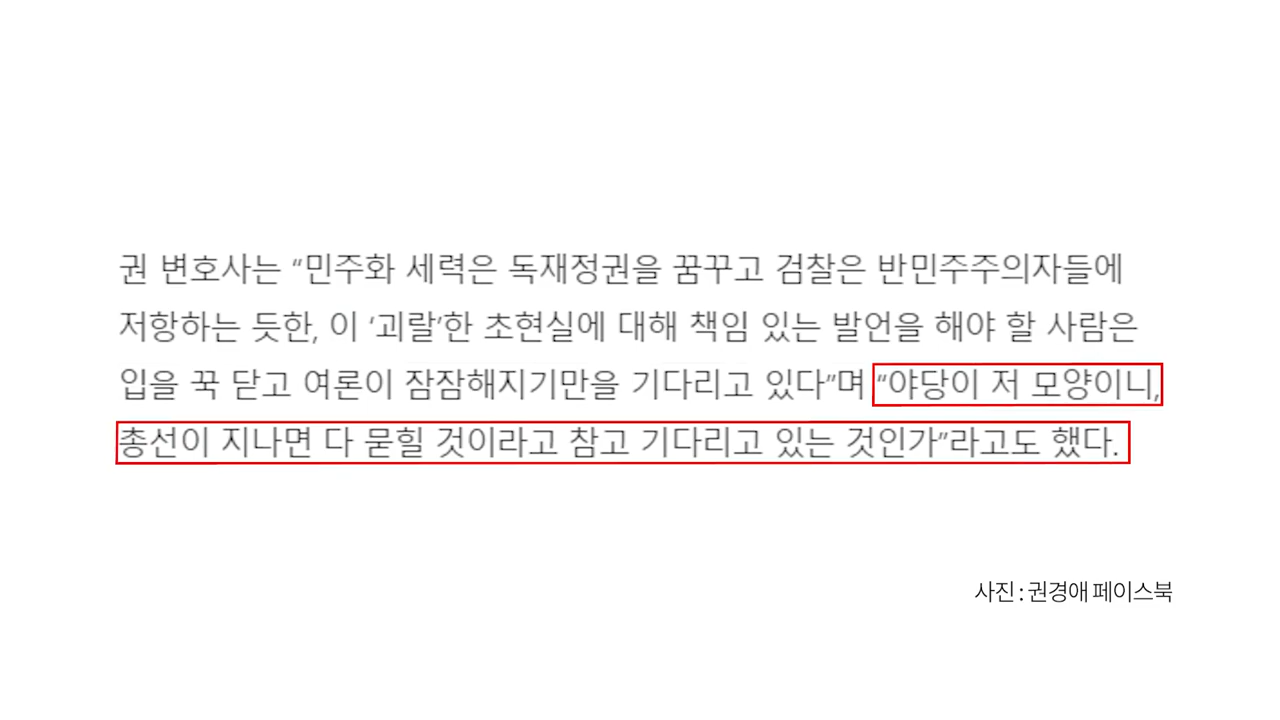 권 변호사는 “민주화 세력은 독재정권을 꿈꾸고 검찰은 반민주주의자들에
저항하는 듯한, 이 ‘괴랄’한 초현실에 대해 책임 있는 발언을 해야 할 사람은
입을 꾹 닫고 여론이 잠잠해지기만을 기다리고 있다”며 “야당이 저 모양이니,
총선이 지나면 다 묻힐 것이라고 참고 기다리고 있는 것인가”라고도 했다.
사진 : 권경애 페이스북